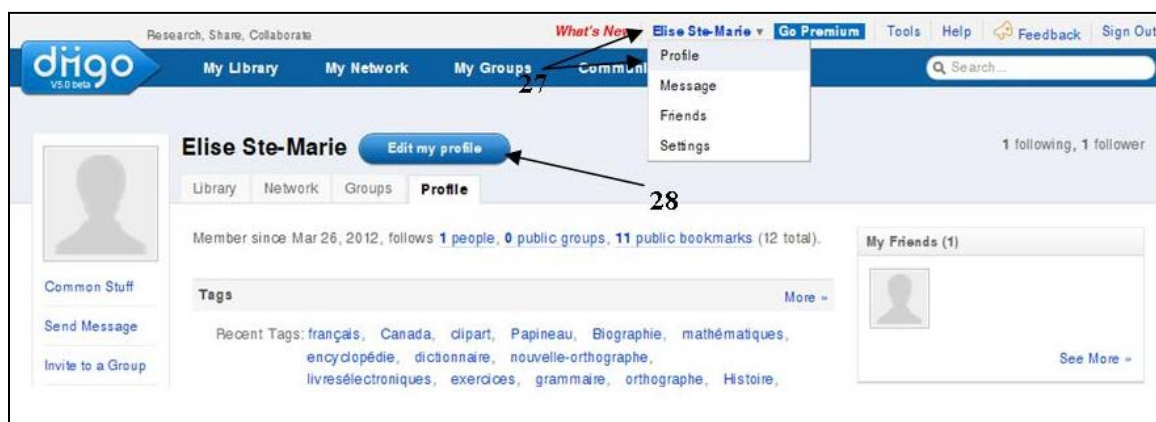 Research, Share, Collaborate
What's New Elise Ste-Marie ▾ Go Premium Tools Help Feedback Sign Out
diigo
V5.0 beta
My Library My Network My Groups Communi
Search...
Profile
Message
Friends
Settings
27
Elise Ste-Marie Edit my profile
1 following, 1 follower
28
Library Network Groups Profile
Member since Mar 26, 2012, follows 1 people, 0 public groups, 11 public bookmarks (12 total).
My Friends (1)
Common Stuff
Send Message
Invite to a Group
Tags More »
Recent Tags: français, Canada, clipart, Papineau, Biographie, mathématiques,
encyclopédie, dictionnaire, nouvelle-orthographe,
livresélectroniques, exercices, grammaire, orthographe, Histoire,
See More »